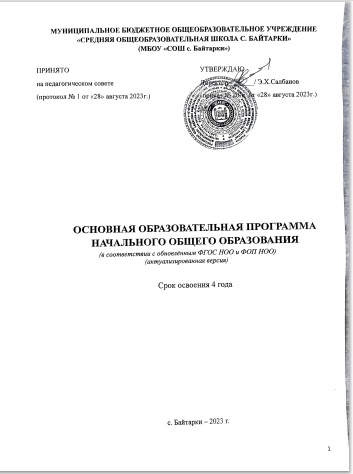 МУНИЦИПАЛЬНОЕ БЮДЖЕТНОЕ ОБЩЕОБРАЗОВАТЕЛЬНОЕ УЧРЕЖДЕНИЕ
«СРЕДНЯЯ ОБЩЕОБРАЗОВАТЕЛЬНАЯ ШКОЛА С. БАЙТАРКИ»
(МБОУ «СОШ с. Байтарки»)
ПРИНЯТО УТВЕРЖДАЮ
на педагогическом совете / Э.Х.Салбанов
(протокол № 1 от «28» августа 2023г.) от «28» августа 2023г.)
ОСНОВНАЯ ОБРАЗОВАТЕЛЬНАЯ ПРОГРАММА
НАЧАЛЬНОГО ОБЩЕГО ОБРАЗОВАНИЯ
(в соответствии с обновлённым ФГОС НОО и ФОП НОО)
(актуализированная версия)
Срок освоения 4 года
с. Байтарки – 2023 г.
1